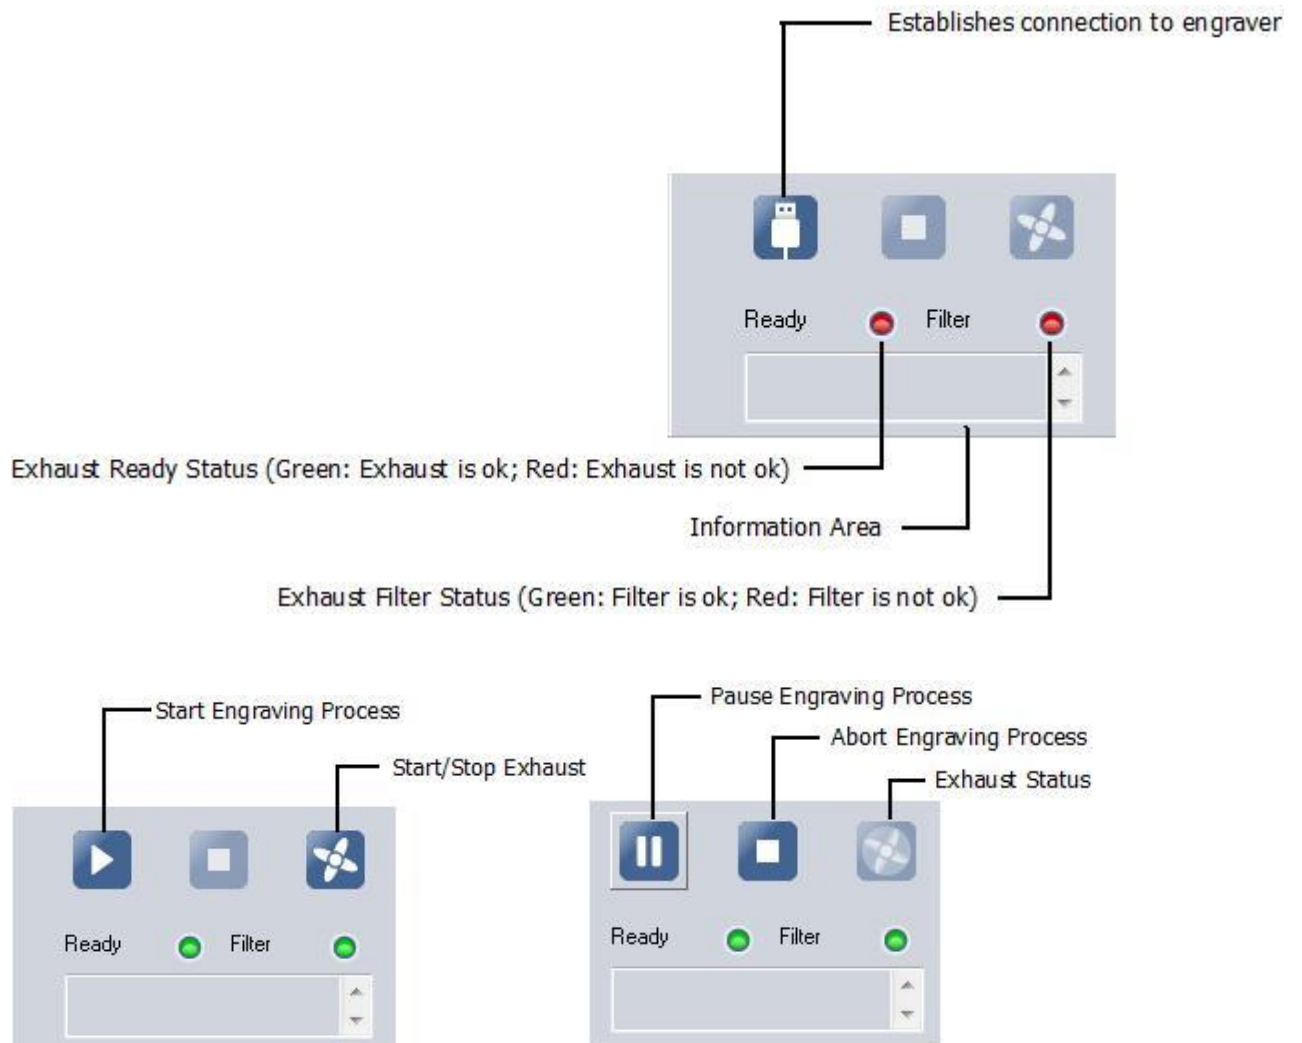 Establishes connection to engraver
Ready Filter
Exhaust Ready Status (Green: Exhaust is ok; Red: Exhaust is not ok)
Information Area
Exhaust Filter Status (Green: Filter is ok; Red: Filter is not ok)
Start Engraving Process
Start/Stop Exhaust
Ready Filter
Pause Engraving Process
Abort Engraving Process
Exhaust Status
Ready Filter